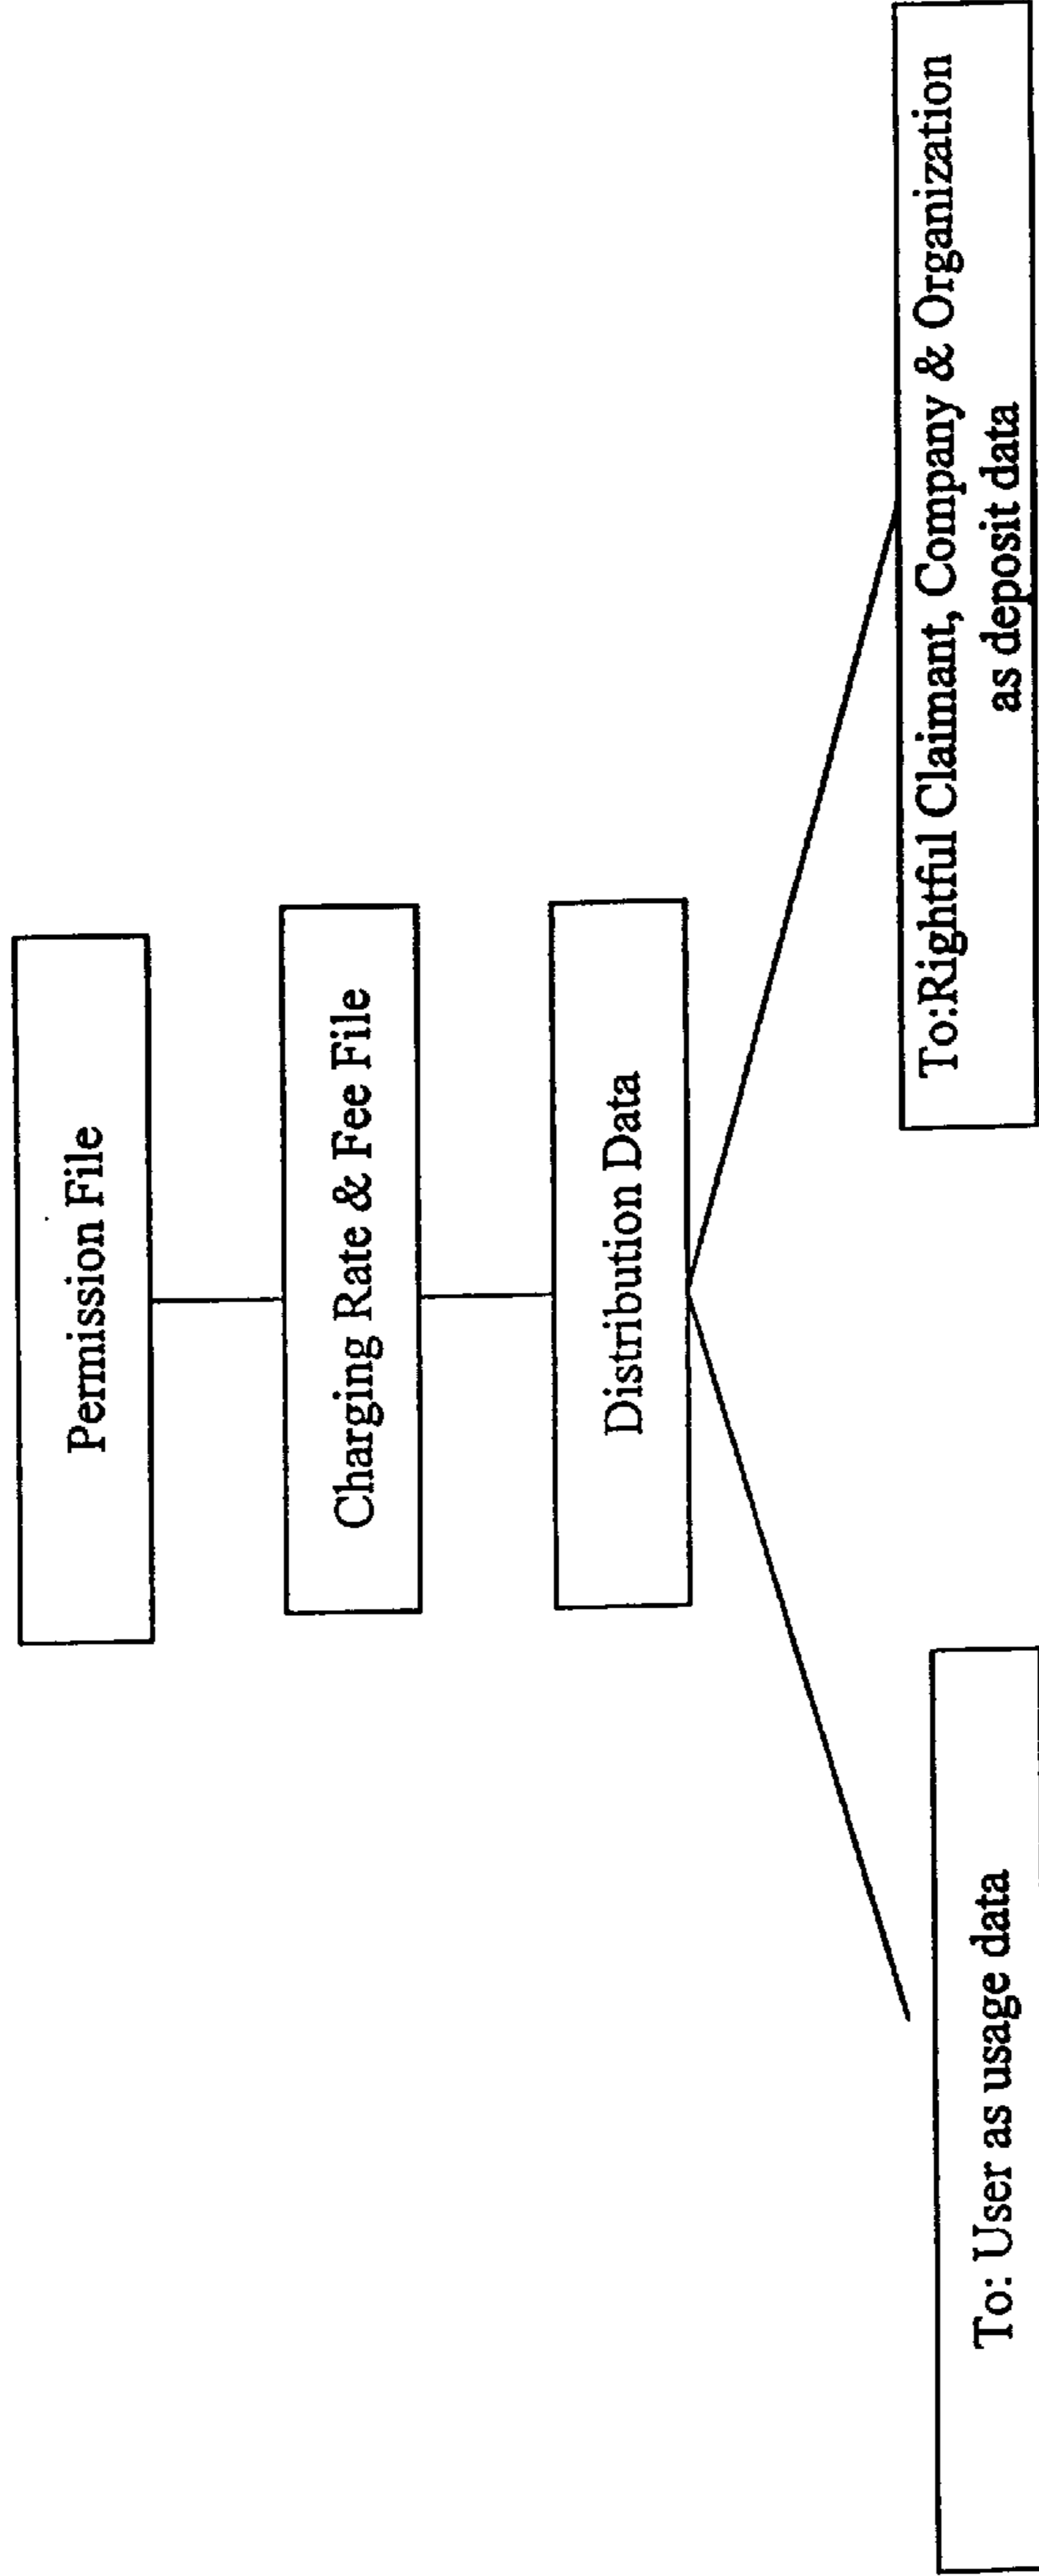 Permission File
Charging Rate & Fee File
Distribution Data
To: User as usage data
To:Rightful Claimant, Company & Organization
as deposit data